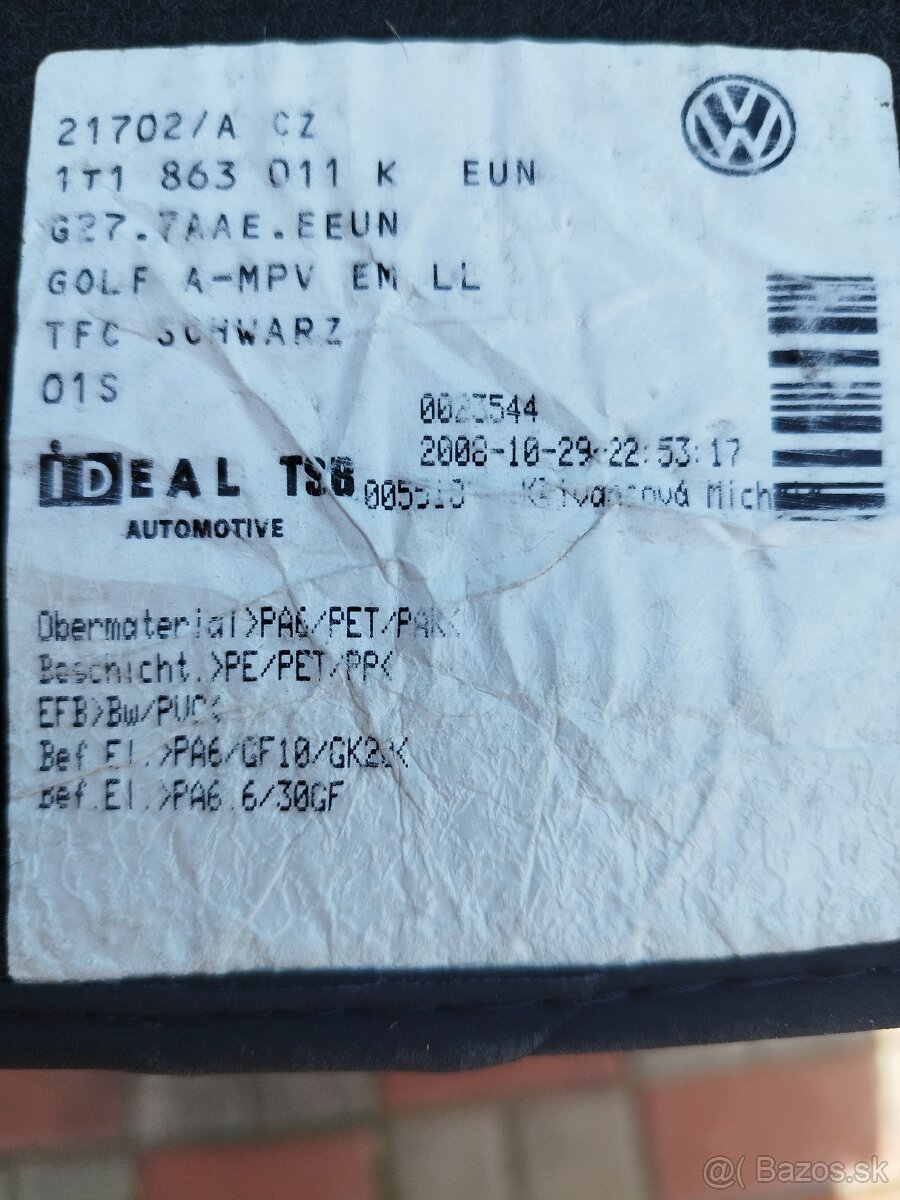 21702/A CZ
1T1 863 011 K EUN
G27.7AAE.EEUN
GOLF A-MPV EM LL
TFC SCHWARZ
01S
0023544
2008-10-29-22:53:17
iDEAL TSG
AUTOMOTIVE
Obermaterial>PA6/PET/PAK<
Beschicht.>PE/PET/PP<
EFB>Bw/PVC<
Bef.El.>PA6/GF10/GK20<
Bef.El.>PA6.6/30GF
@( Bazos.sk